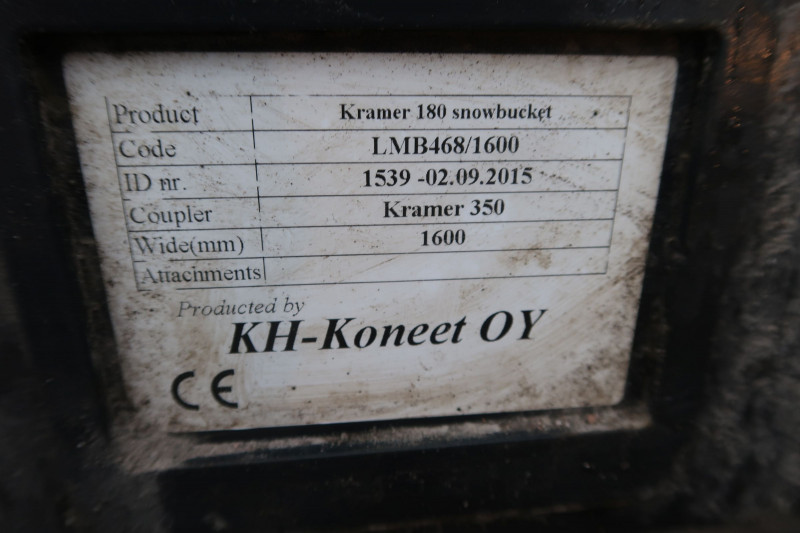 Product Kramer 180 snowbucket
Code LMB468/1600
ID nr. 1539 -02.09.2015
Coupler Kramer 350
Wide(mm) 1600
Attachments
Producted by
KH-Koneet OY
CE